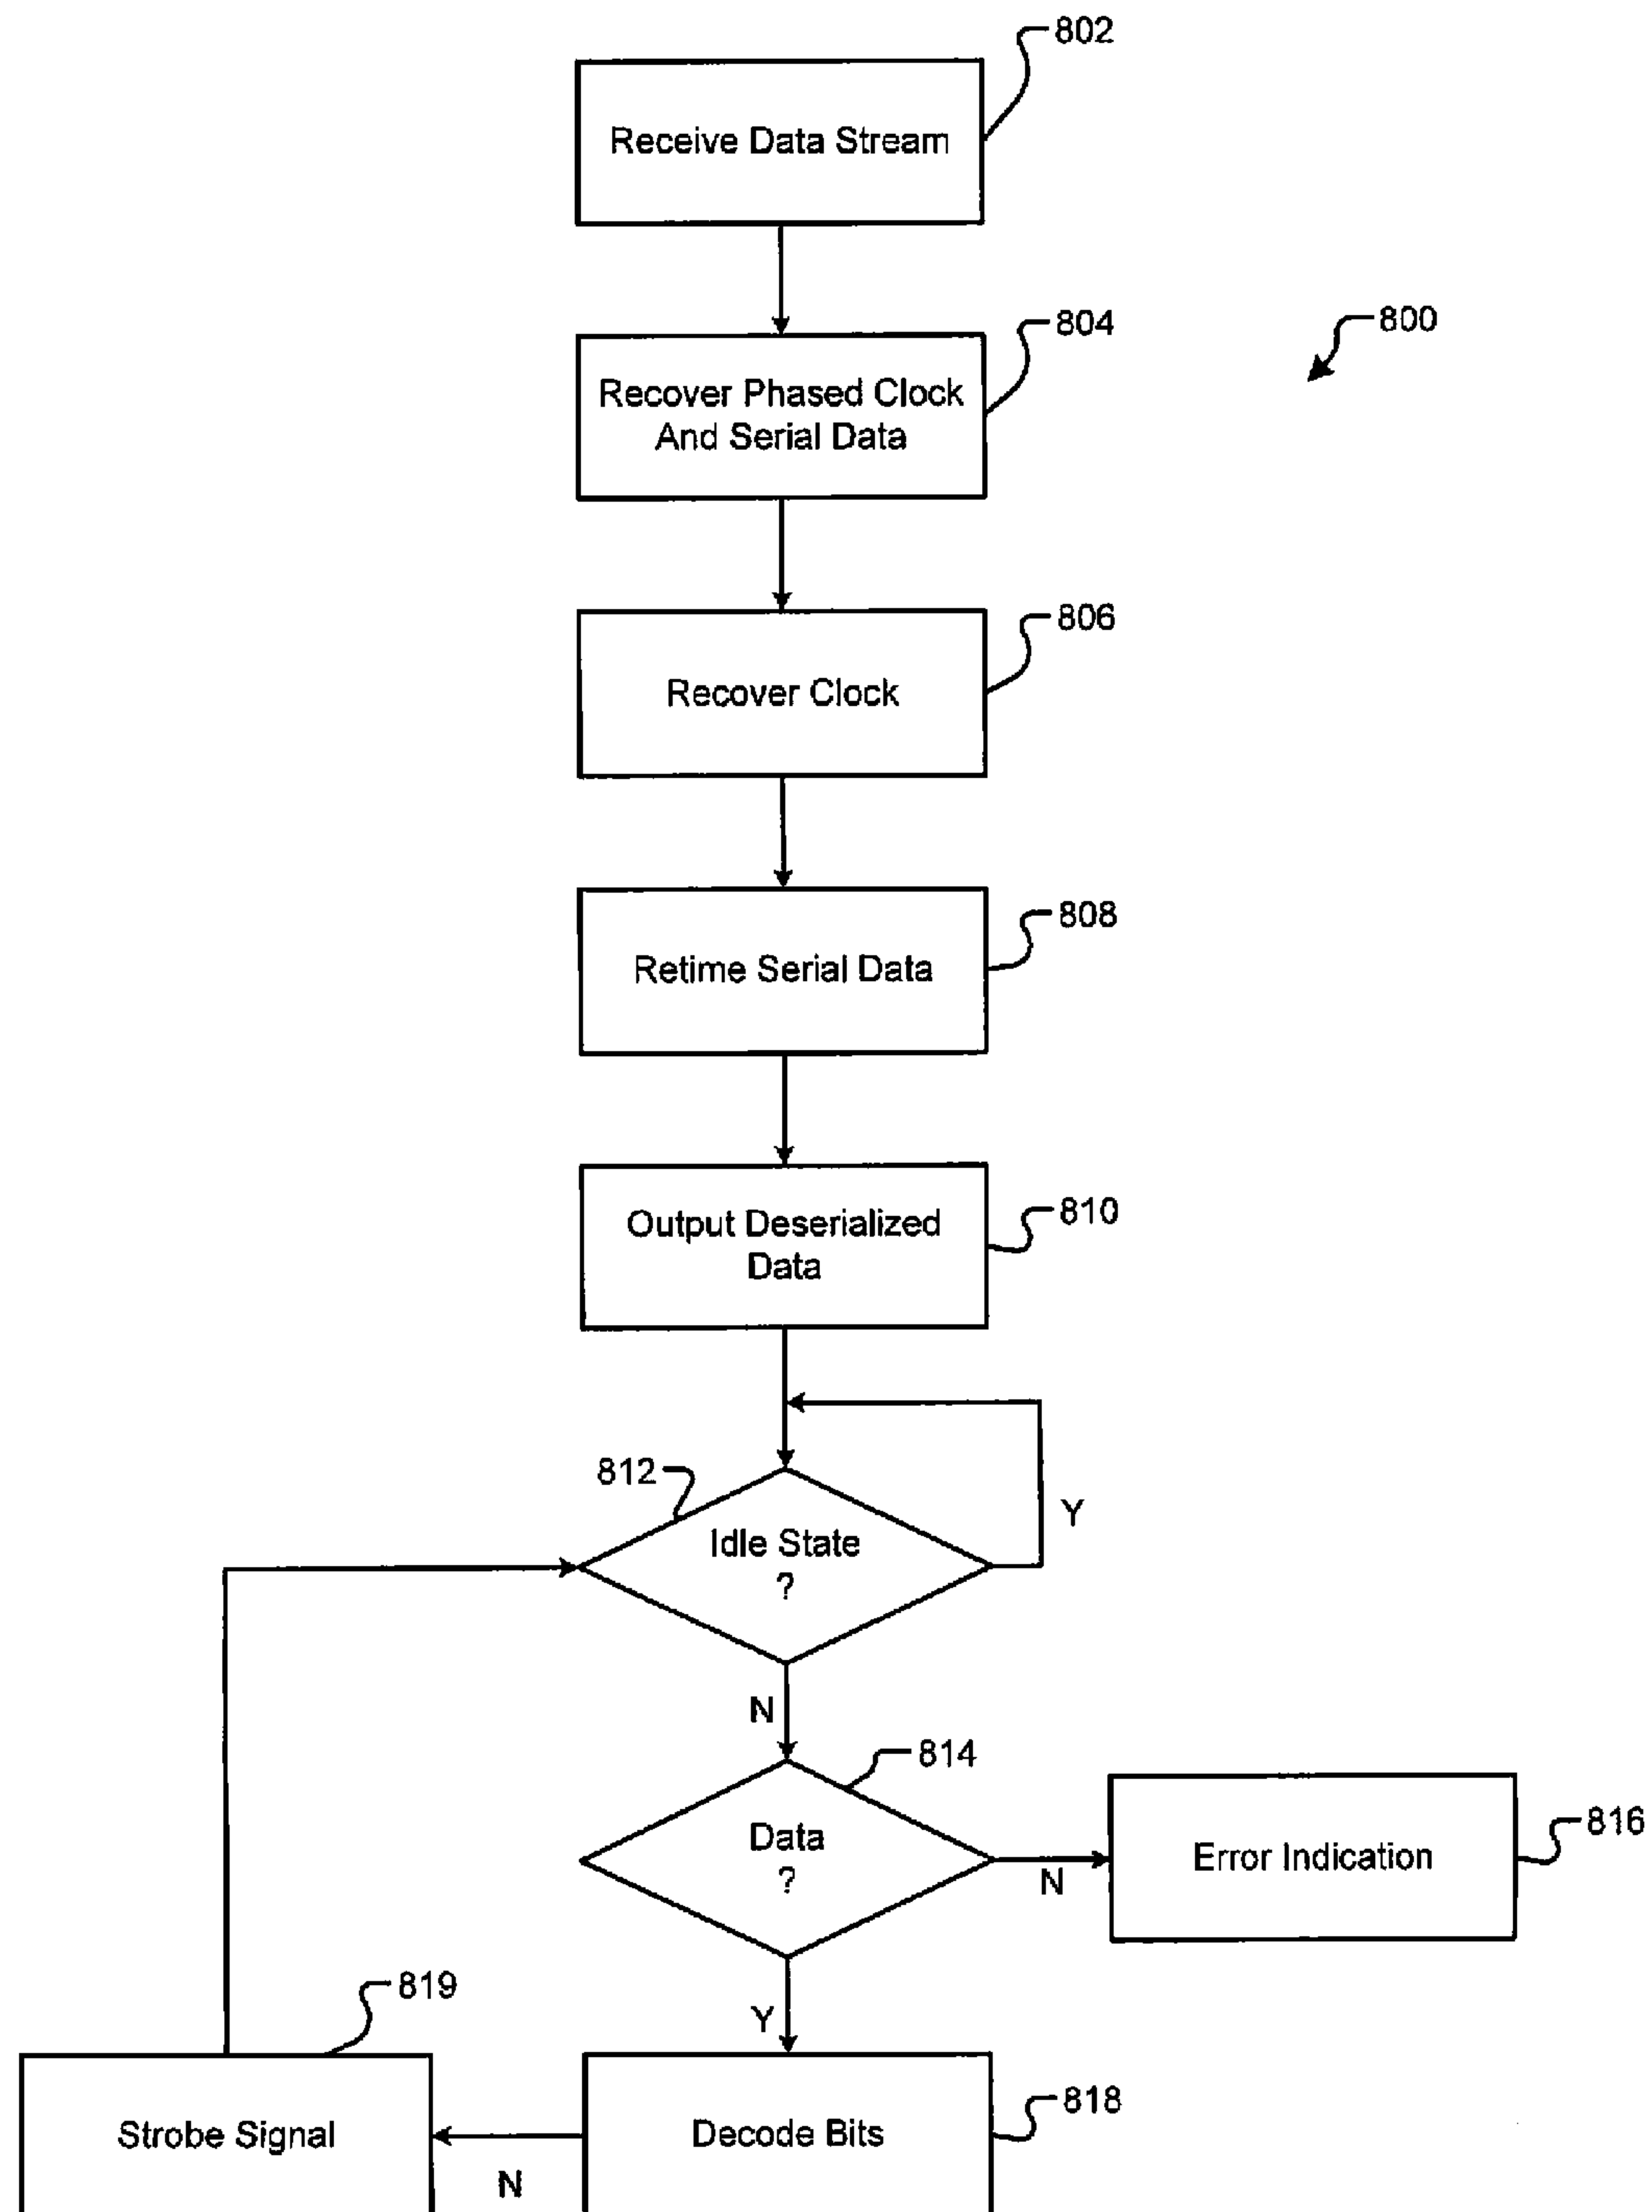 802
Receive Data Stream
804
800
Recover Phased Clock
And Serial Data
806
Recover Clock
808
Retime Serial Data
810
Output Deserialized
Data
812
Idle State
?
Y
N
814
Data
?
816
Error Indication
N
Y
819
818
Strobe Signal
Decode Bits
N